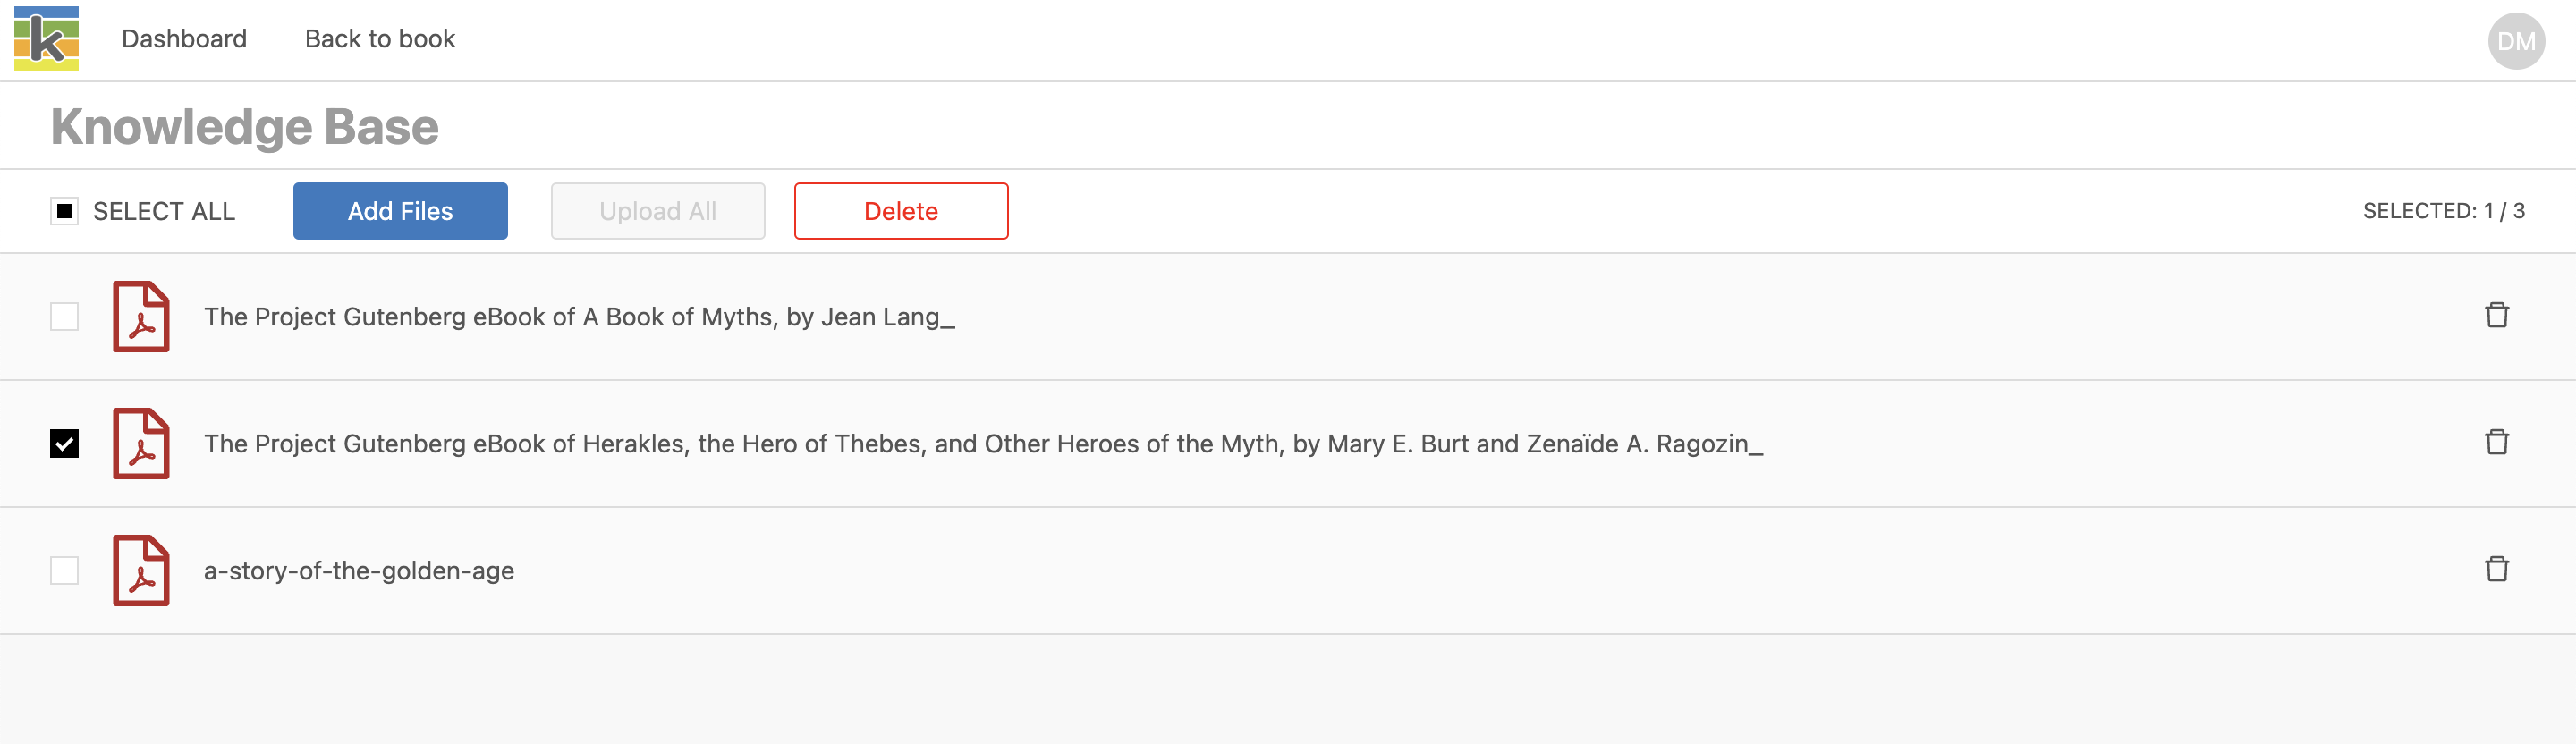 k
Dashboard
Back to book
DM
Knowledge Base
SELECT ALL
Add Files
Upload All
Delete
SELECTED: 1 / 3
The Project Gutenberg eBook of A Book of Myths, by Jean Lang_
The Project Gutenberg eBook of Herakles, the Hero of Thebes, and Other Heroes of the Myth, by Mary E. Burt and Zenaïde A. Ragozin_
a-story-of-the-golden-age